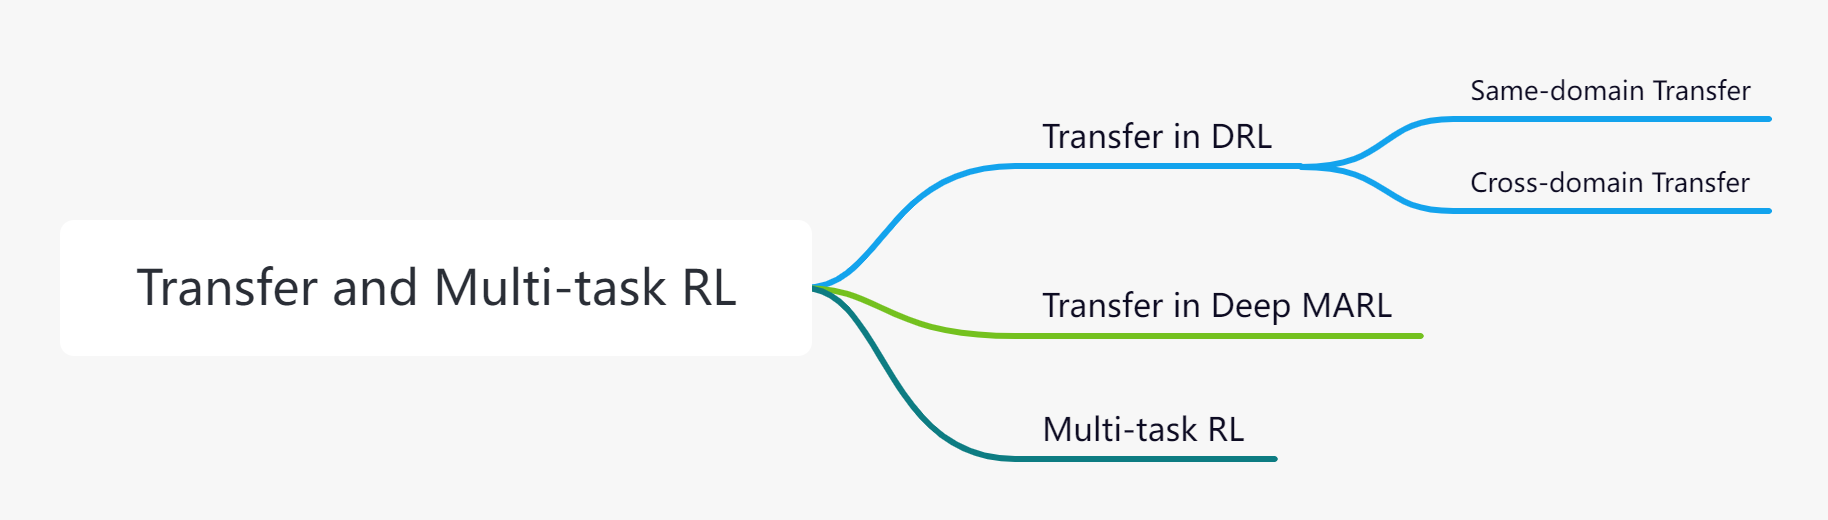 Transfer and Multi-task RL
Transfer in DRL
Same-domain Transfer
Cross-domain Transfer
Transfer in Deep MARL
Multi-task RL